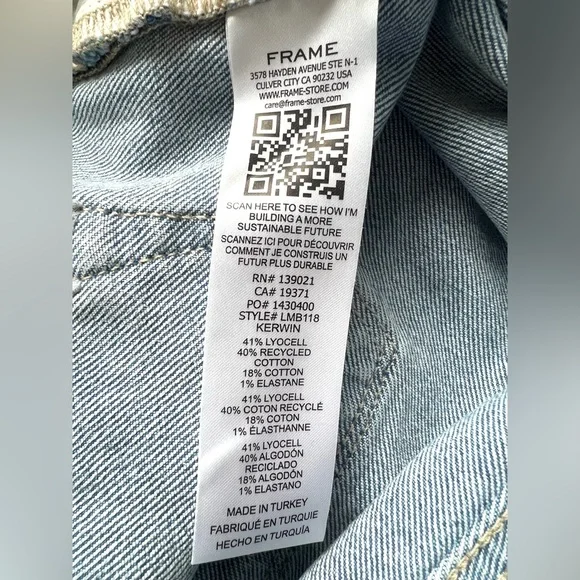 FRAME
3578 HAYDEN AVENUE STE N-1
CULVER CITY CA 90232 USA
WWW.FRAME-STORE.COM
care@frame-store.com
SCAN HERE TO SEE HOW I'M
BUILDING A MORE
SUSTAINABLE FUTURE
SCANNEZ ICI POUR DÉCOUVRIR
COMMENT JE CONSTRUIS UN
FUTUR PLUS DURABLE
RN# 139021
CA# 19371
PO# 1430400
STYLE# LMB118
KERWIN
41% LYOCELL
40% RECYCLED
COTTON
18% COTTON
1% ELASTANE
41% LYOCELL
40% COTON RECYCLÉ
18% COTON
1% ÉLASTHANNE
41% LYOCELL
40% ALGODÓN
RECICLADO
18% ALGODÓN
1% ELASTANO
MADE IN TURKEY
FABRIQUÉ EN TURQUIE
HECHO EN TURQUÍA